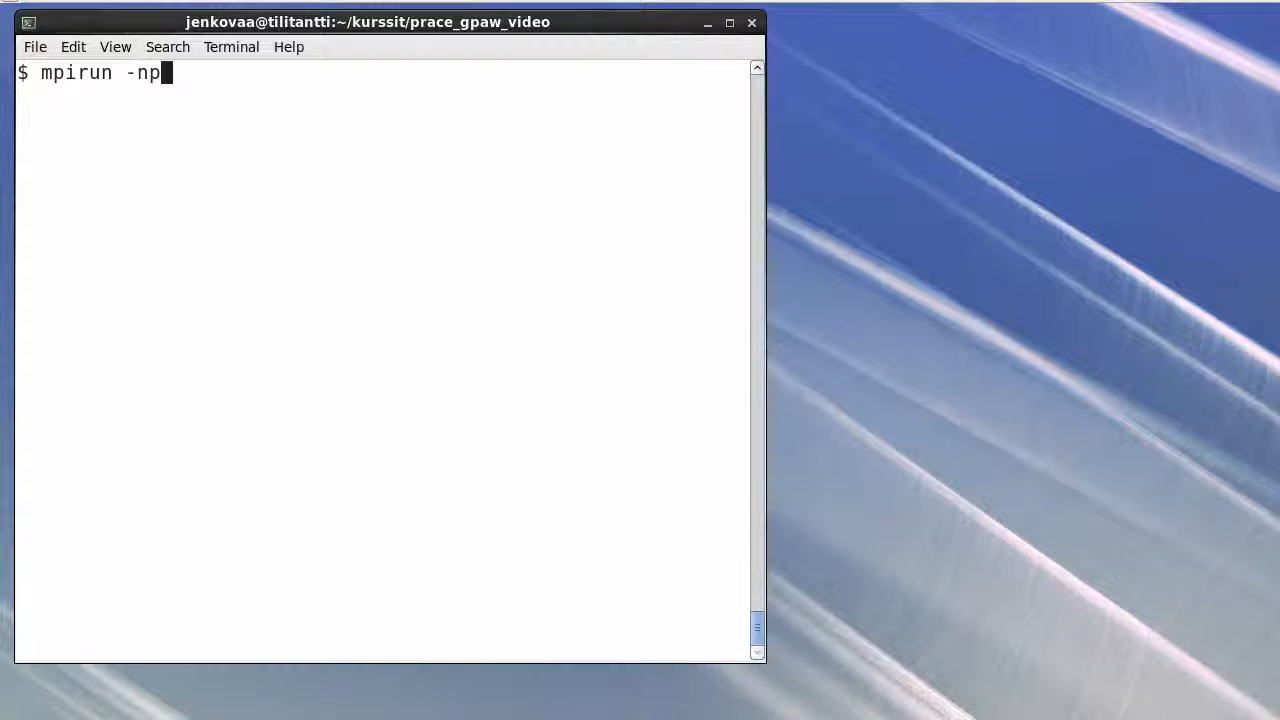 jenkovaa@tilitantti:~/kurssit/prace_gpaw_video
File Edit View Search Terminal Help
$ mpirun -np